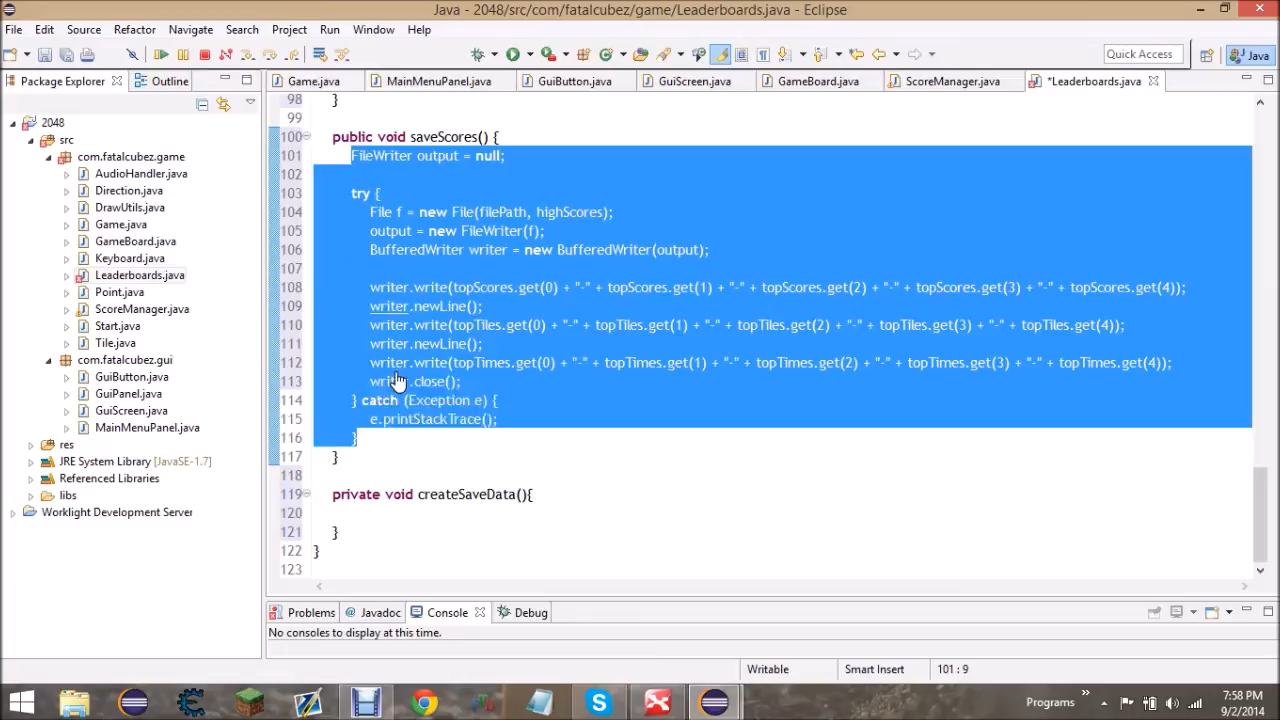 Java - 2048/src/com/fatalcubez/game/Leaderboards.java - Eclipse
File Edit Source Refactor Navigate Search Project Run Window Help
Quick Access Java
Package Explorer Outline Game.java MainMenuPanel.java GuiButton.java GuiScreen.java GameBoard.java ScoreManager.java *Leaderboards.java
2048
src
com.fatalcubez.game
AudioHandler.java
Direction.java
DrawUtils.java
Game.java
GameBoard.java
Keyboard.java
Leaderboards.java
Point.java
ScoreManager.java
Start.java
Tile.java
com.fatalcubez.gui
GuiButton.java
GuiPanel.java
GuiScreen.java
MainMenuPanel.java
res
JRE System Library [JavaSE-1.7]
Referenced Libraries
libs
Worklight Development Server
98 }
99
100 public void saveScores() {
101 FileWriter output = null;
102
103 try {
104 File f = new File(filePath, highScores);
105 output = new FileWriter(f);
106 BufferedWriter writer = new BufferedWriter(output);
107
108 writer.write(topScores.get(0) + "-" + topScores.get(1) + "-" + topScores.get(2) + "-" + topScores.get(3) + "-" + topScores.get(4));
109 writer.newLine();
110 writer.write(topTiles.get(0) + "-" + topTiles.get(1) + "-" + topTiles.get(2) + "-" + topTiles.get(3) + "-" + topTiles.get(4));
111 writer.newLine();
112 writer.write(topTimes.get(0) + "-" + topTimes.get(1) + "-" + topTimes.get(2) + "-" + topTimes.get(3) + "-" + topTimes.get(4));
113 writer.close();
114 } catch (Exception e) {
115 e.printStackTrace();
116 }
117 }
118
119 private void createSaveData(){
120
121 }
122 }
123
Problems @ Javadoc Console Debug
No consoles to display at this time.
Writable Smart Insert 101 : 9
Programs 7:58 PM
9/2/2014